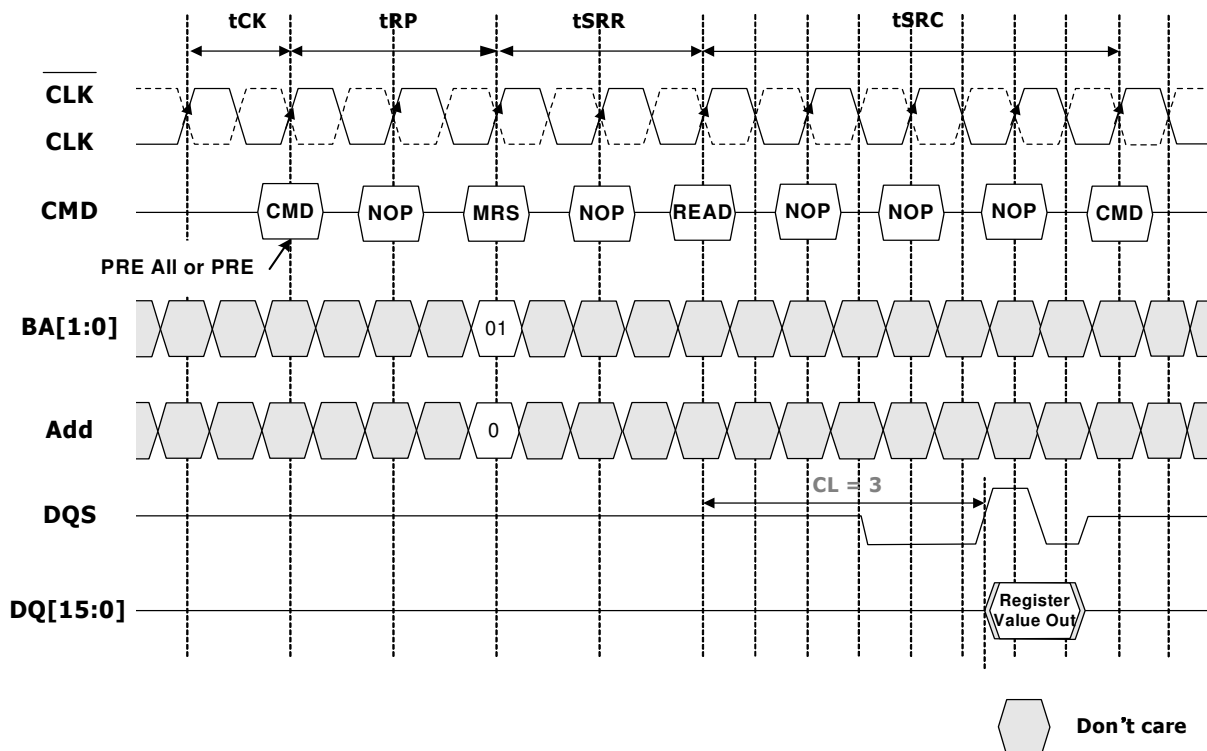 tCK tRP tSRR tSRC
CLK
CLK
CMD CMD NOP MRS NOP READ NOP NOP NOP CMD
PRE All or PRE
BA[1:0] 01
Add 0
CL = 3
DQS
DQ[15:0] Register
Value Out
Don't care